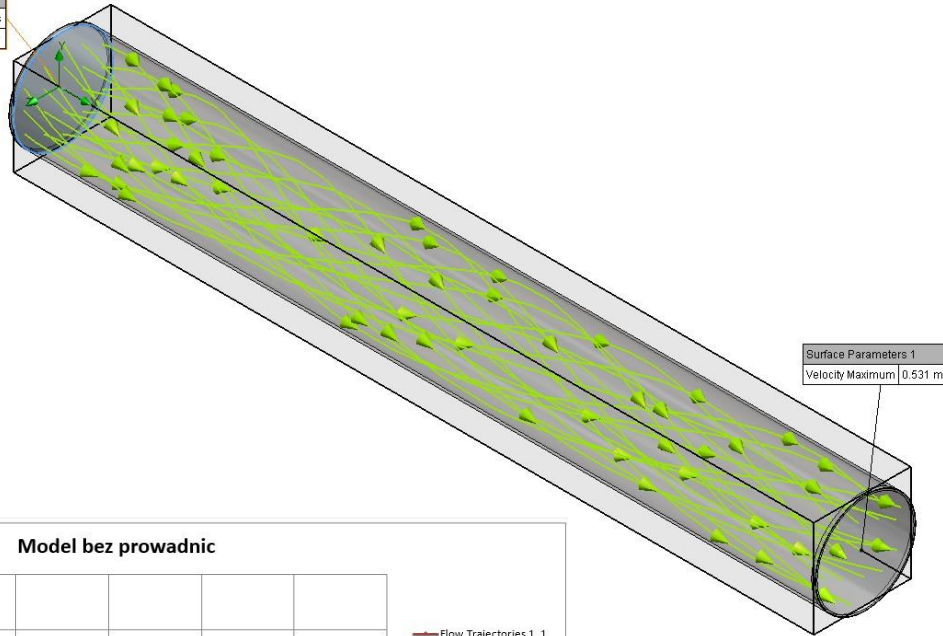 Surface Parameters 1
Velocity Maximum 0.531 m
Model bez prowadnic
Flow Trajectories 1_1